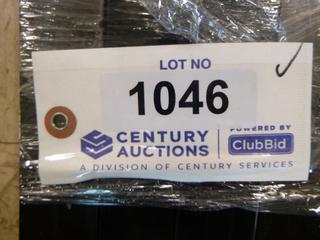 LOT NO
1046
CENTURY AUCTIONS
POWERED BY
ClubBid
A DIVISION OF CENTURY SERVICES